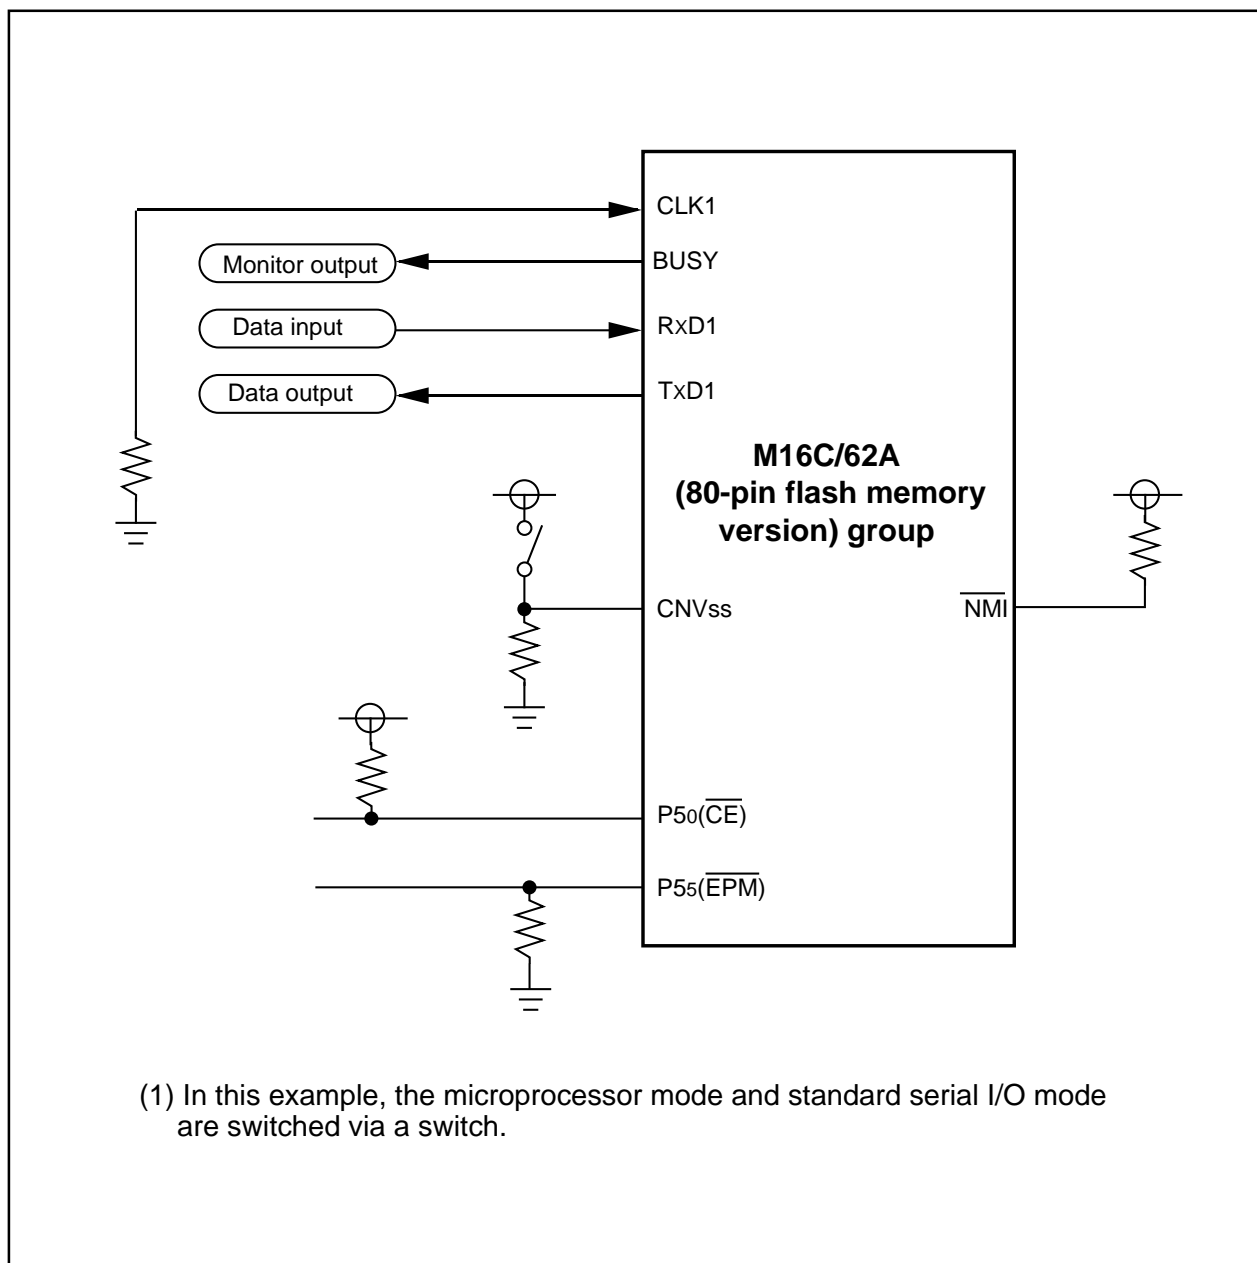 CLK1
Monitor output
BUSY
Data input
RxD1
Data output
TxD1
M16C/62A
(80-pin flash memory
version) group
CNVss
NMI
P50(CE)
P55(EPM)
(1) In this example, the microprocessor mode and standard serial I/O mode
are switched via a switch.